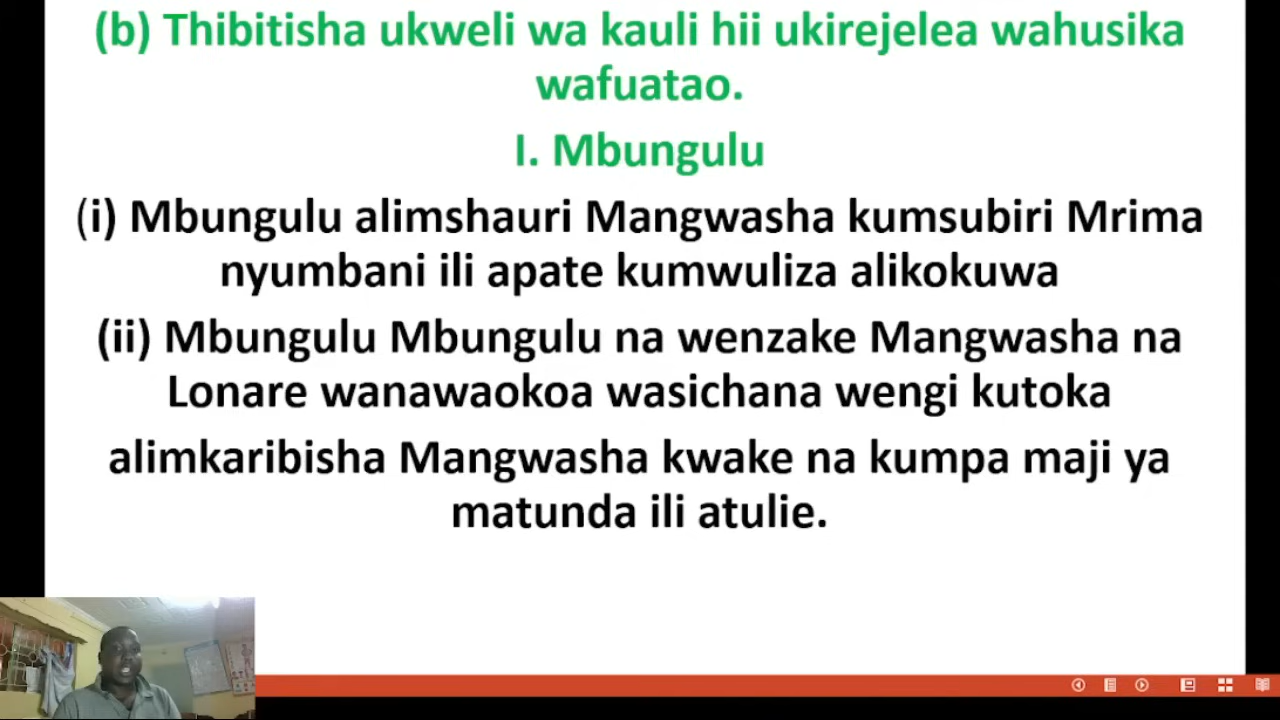 (b) Thibitisha ukweli wa kauli hii ukirejelea wahusika
wafuatao.
I. Mbungulu
(i) Mbungulu alimshauri Mangwasha kumsubiri Mrima
nyumbani ili apate kumwuliza alikokuwa
(ii) Mbungulu Mbungulu na wenzake Mangwasha na
Lonare wanawaokoa wasichana wengi kutoka
alimkaribisha Mangwasha kwake na kumpa maji ya
matunda ili atulie.